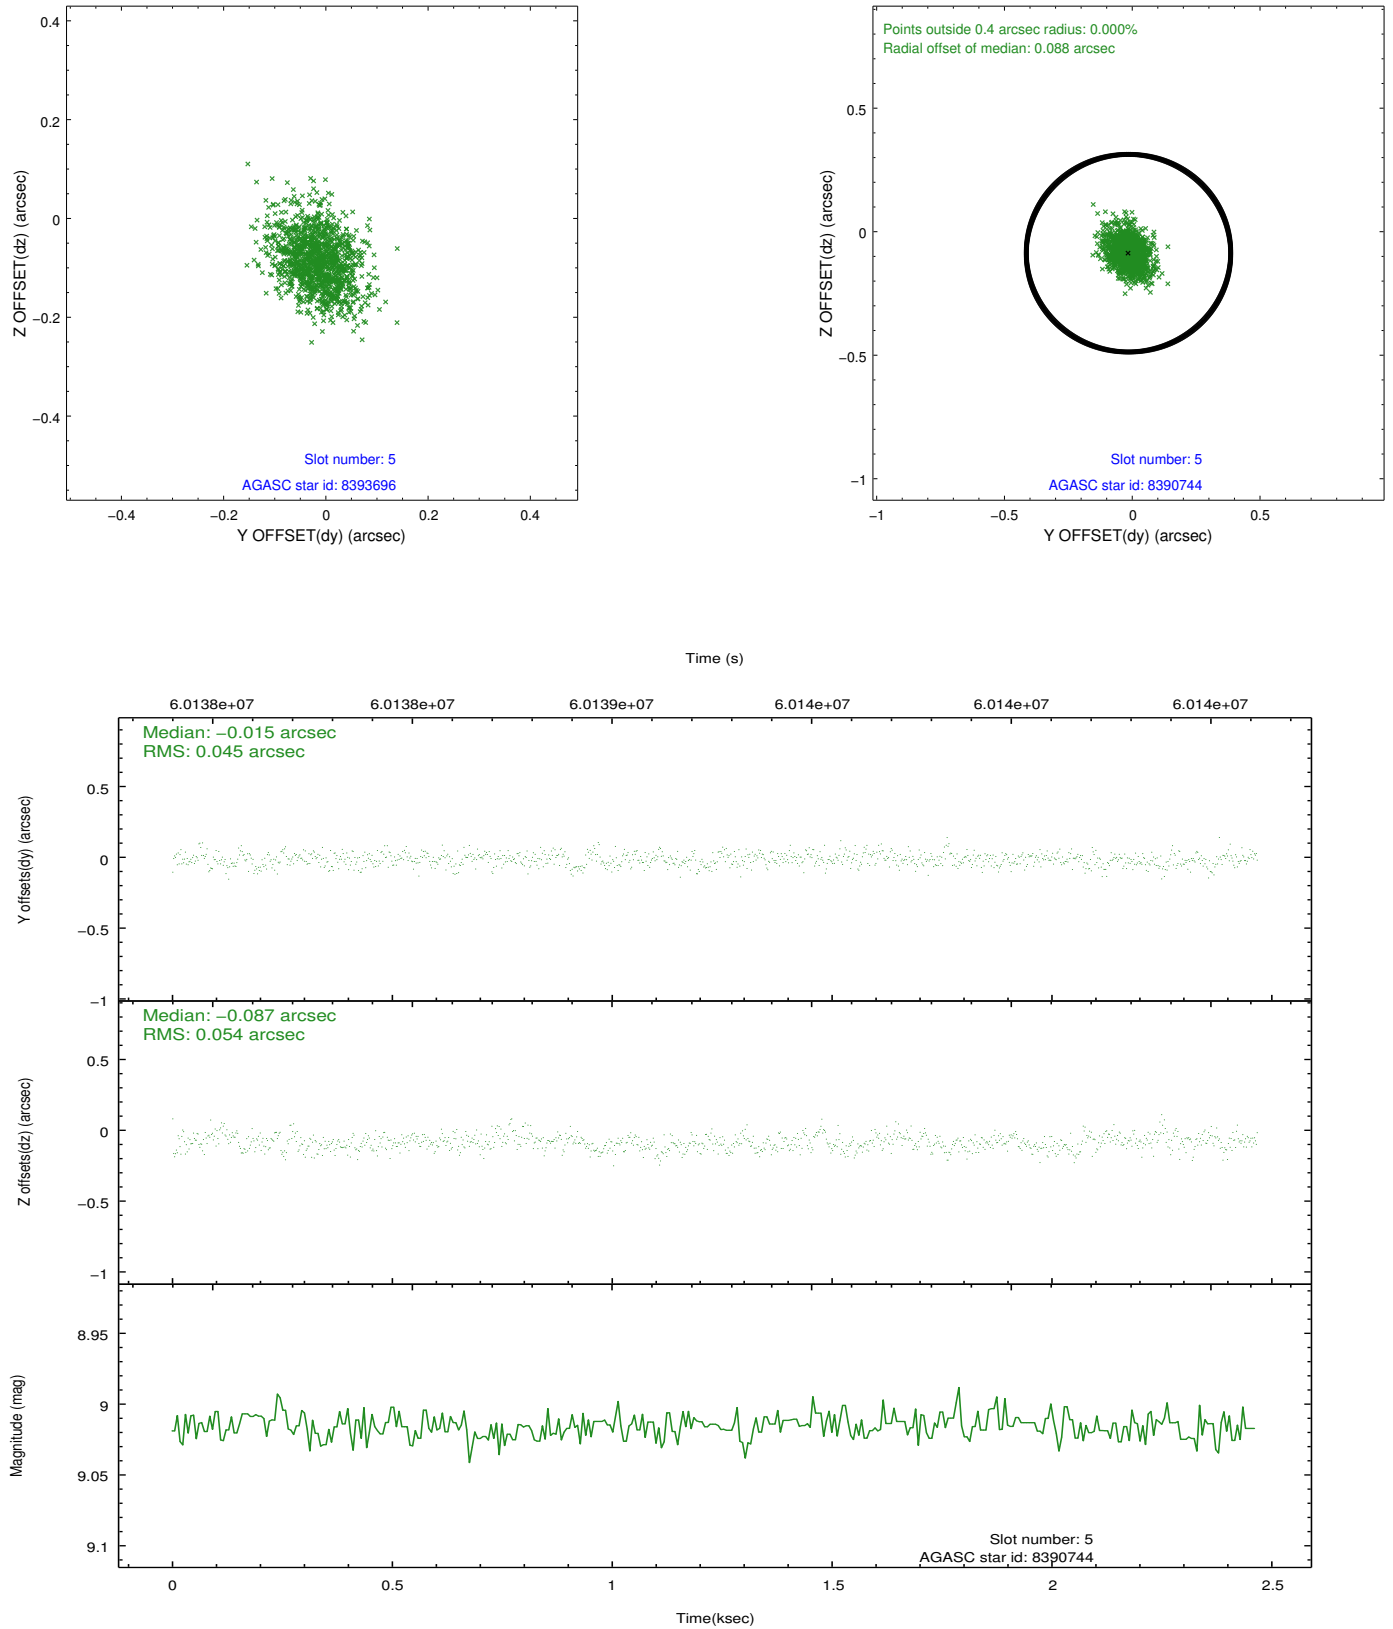 0.4
0.2
0
−0.2
−0.4
Z OFFSET(dz) (arcsec)
Slot number: 5
AGASC star id: 8393696
−0.4 −0.2 0 0.2 0.4
Y OFFSET(dy) (arcsec)
Points outside 0.4 arcsec radius: 0.000%
Radial offset of median: 0.088 arcsec
0.5
0
−0.5
−1
Z OFFSET(dz) (arcsec)
Slot number: 5
AGASC star id: 8390744
−1 −0.5 0 0.5
Y OFFSET(dy) (arcsec)
Time (s)
6.0138e+07 6.0138e+07 6.0139e+07 6.014e+07 6.014e+07 6.014e+07
Median: −0.015 arcsec
RMS: 0.045 arcsec
0.5
0
−0.5
−1
Y offsets(dy) (arcsec)
Median: −0.087 arcsec
RMS: 0.054 arcsec
0.5
0
−0.5
−1
Z offsets(dz) (arcsec)
8.95
9
9.05
9.1
Magnitude (mag)
Slot number: 5
AGASC star id: 8390744
0 0.5 1 1.5 2 2.5
Time(ksec)